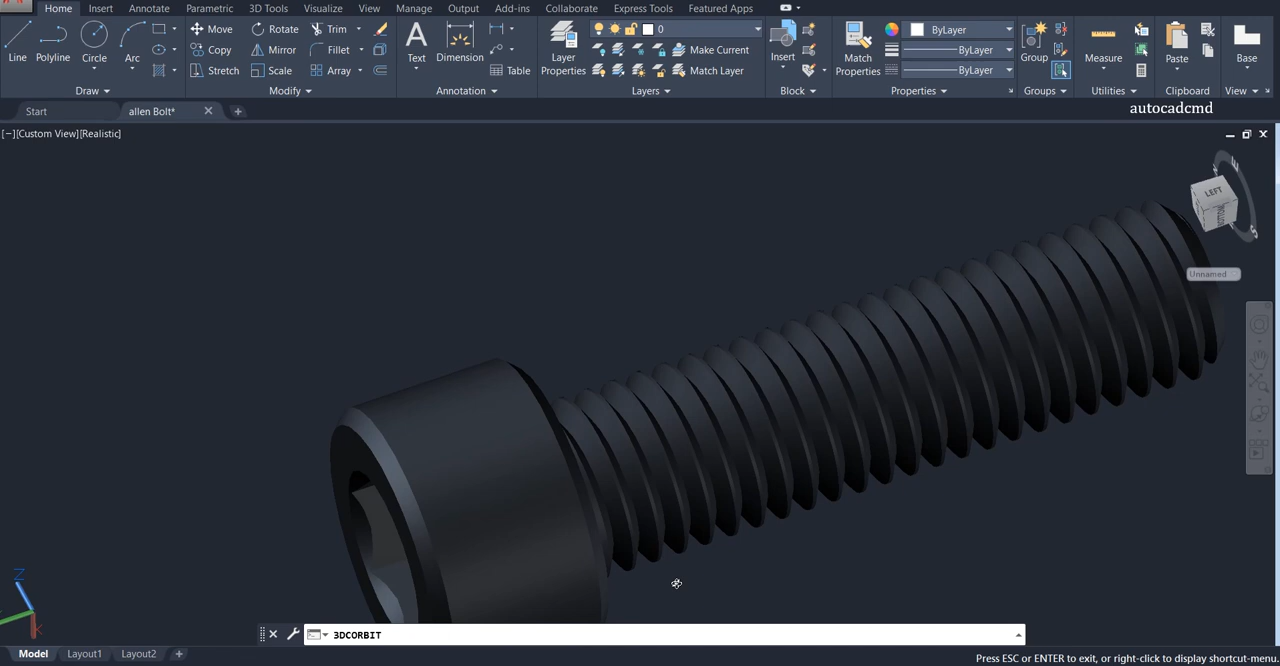 Home Insert Annotate Parametric 3D Tools Visualize View Manage Output Add-ins Collaborate Express Tools Featured Apps
Line Polyline Circle Arc
Move Rotate Trim
Copy Mirror Fillet
Stretch Scale Array
Text Dimension Table
Layer Properties
0
Make Current
Match Layer
Insert
Match Properties
ByLayer
ByLayer
ByLayer
Group
Measure
Paste
Base
Draw Modify Annotation Layers Block Properties Groups Utilities Clipboard View
Start allen Bolt*
autocadcmd
[−][Custom View][Realistic]
LEFT
BOTTOM
Unnamed
Z
3DCORBIT
Model Layout1 Layout2
Press ESC or ENTER to exit, or right-click to display shortcut-menu.